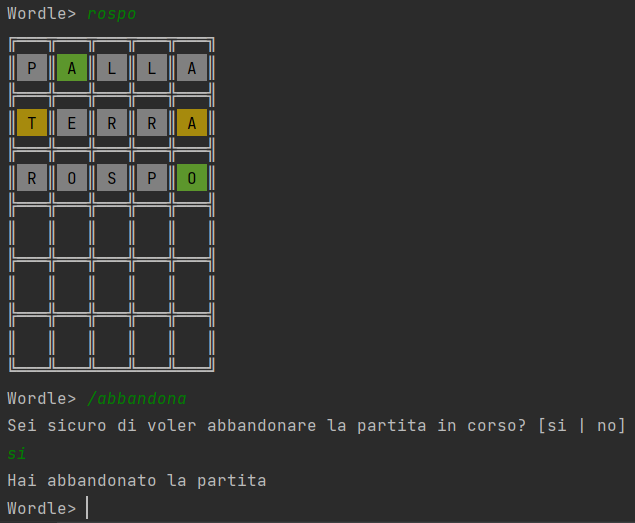 Wordle> rospo
P A L L A
T E R R A
R O S P O
Wordle> /abbandona
Sei sicuro di voler abbandonare la partita in corso? [si | no]
si
Hai abbandonato la partita
Wordle>